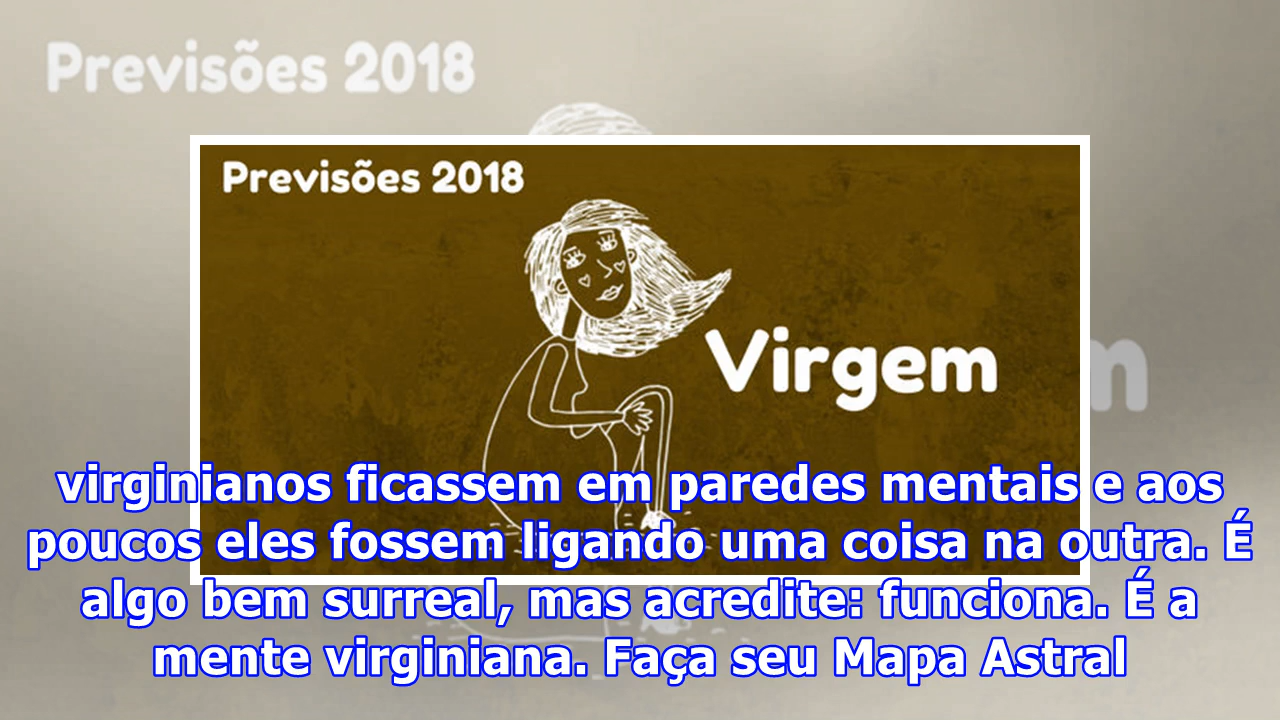 Previsões 2018
Previsões 2018
Virgem
m
virginianos ficassem em paredes mentais e aos
poucos eles fossem ligando uma coisa na outra. É
algo bem surreal, mas acredite: funciona. É a
mente virginiana. Faça seu Mapa Astral